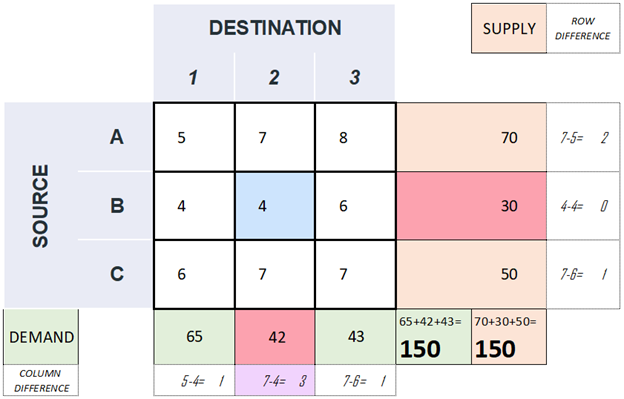 DESTINATION
SUPPLY
ROW
DIFFERENCE
1 2 3
SOURCE
A 5 7 8 70 7-5= 2
B 4 4 6 30 4-4= 0
C 6 7 7 50 7-6= 1
DEMAND 65 42 43
65+42+43= 70+30+50=
150 150
COLUMN
DIFFERENCE
5-4= 1 7-4= 3 7-6= 1